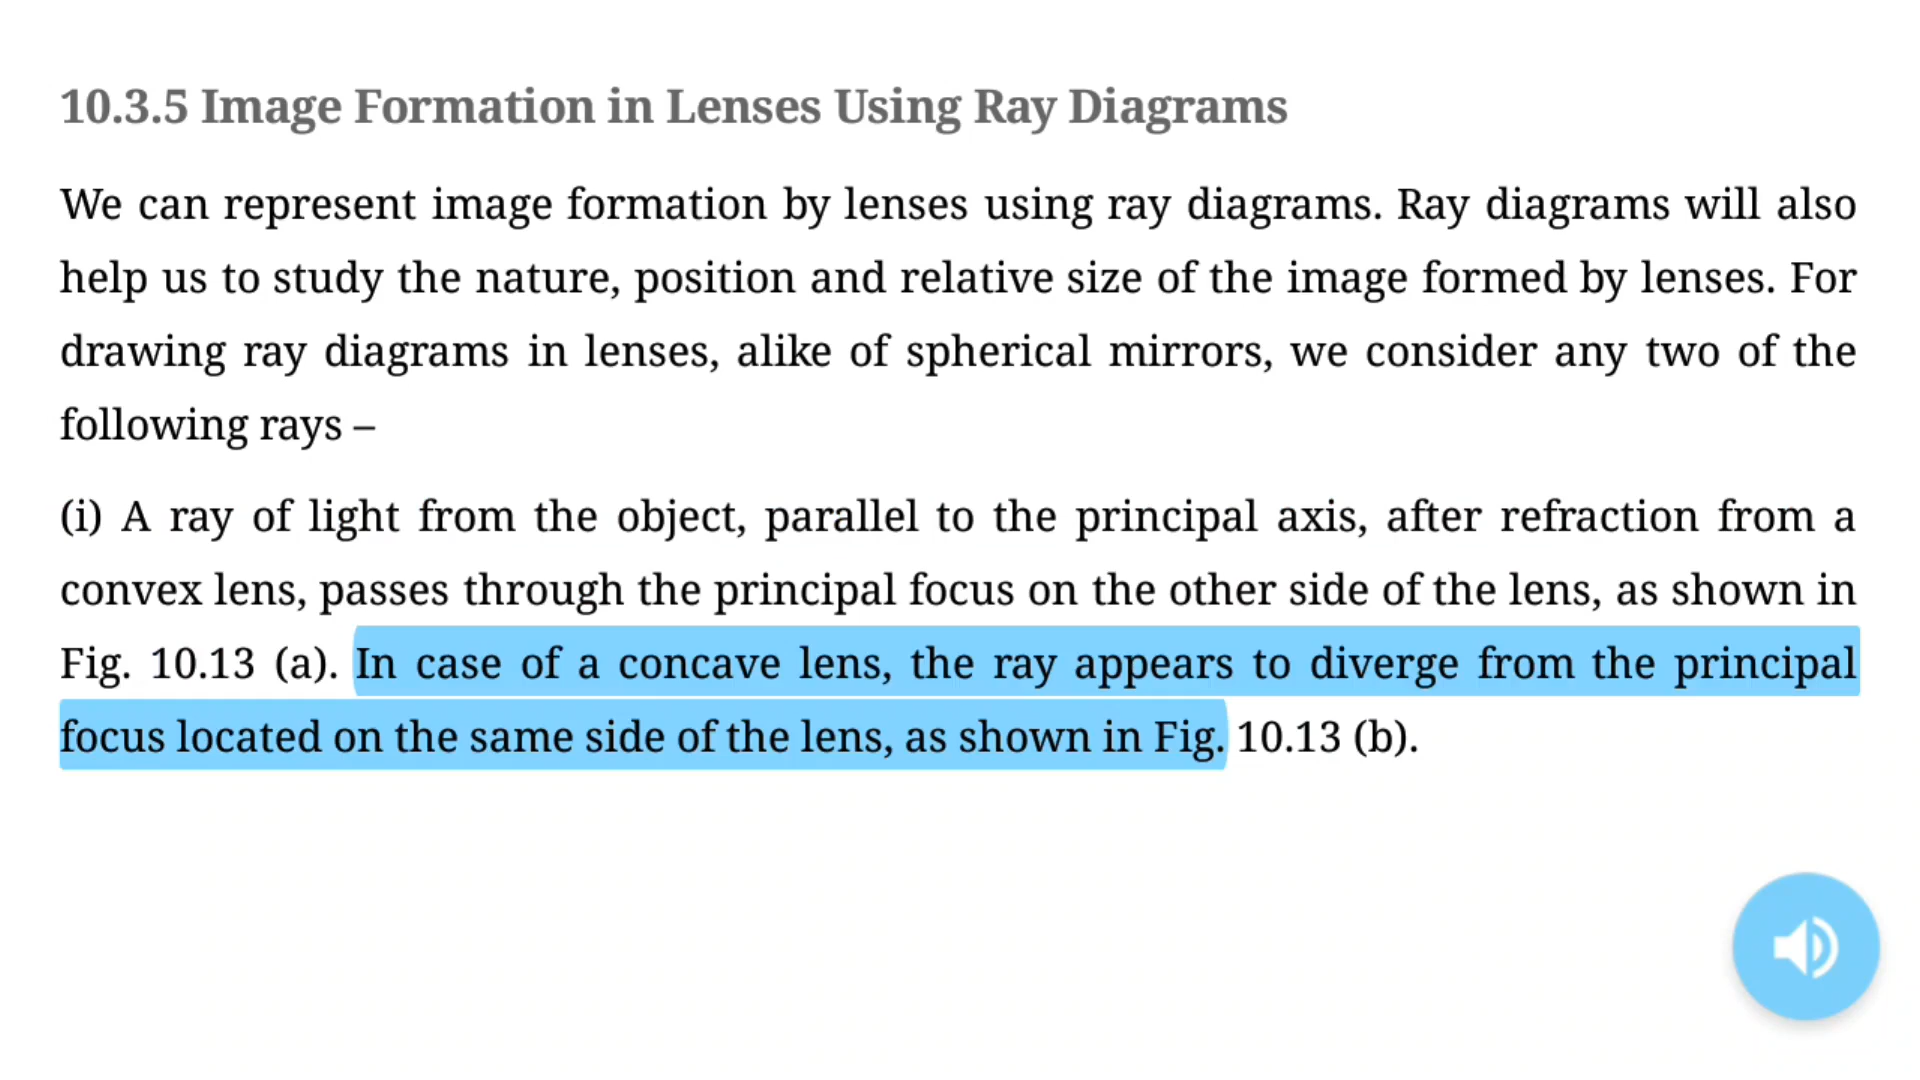 10.3.5 Image Formation in Lenses Using Ray Diagrams
We can represent image formation by lenses using ray diagrams. Ray diagrams will also
help us to study the nature, position and relative size of the image formed by lenses. For
drawing ray diagrams in lenses, alike of spherical mirrors, we consider any two of the
following rays –
(i) A ray of light from the object, parallel to the principal axis, after refraction from a
convex lens, passes through the principal focus on the other side of the lens, as shown in
Fig. 10.13 (a). In case of a concave lens, the ray appears to diverge from the principal
focus located on the same side of the lens, as shown in Fig. 10.13 (b).